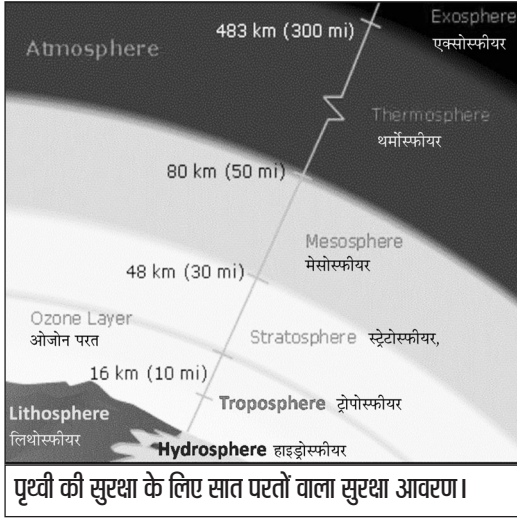 Exosphere
एक्सोस्फीयर
483 km (300 mi)
Atmosphere
Thermosphere
थर्मोस्फीयर
80 km (50 mi)
Mesosphere
मेसोस्फीयर
48 km (30 mi)
Ozone Layer
ओजोन परत
Stratosphere स्ट्रेटोस्फीयर,
16 km (10 mi)
Troposphere ट्रोपोस्फीयर
Lithosphere
लिथोस्फीयर
Hydrosphere हाइड्रोस्फीयर
पृथ्वी की सुरक्षा के लिए सात परतों वाला सुरक्षा आवरण।